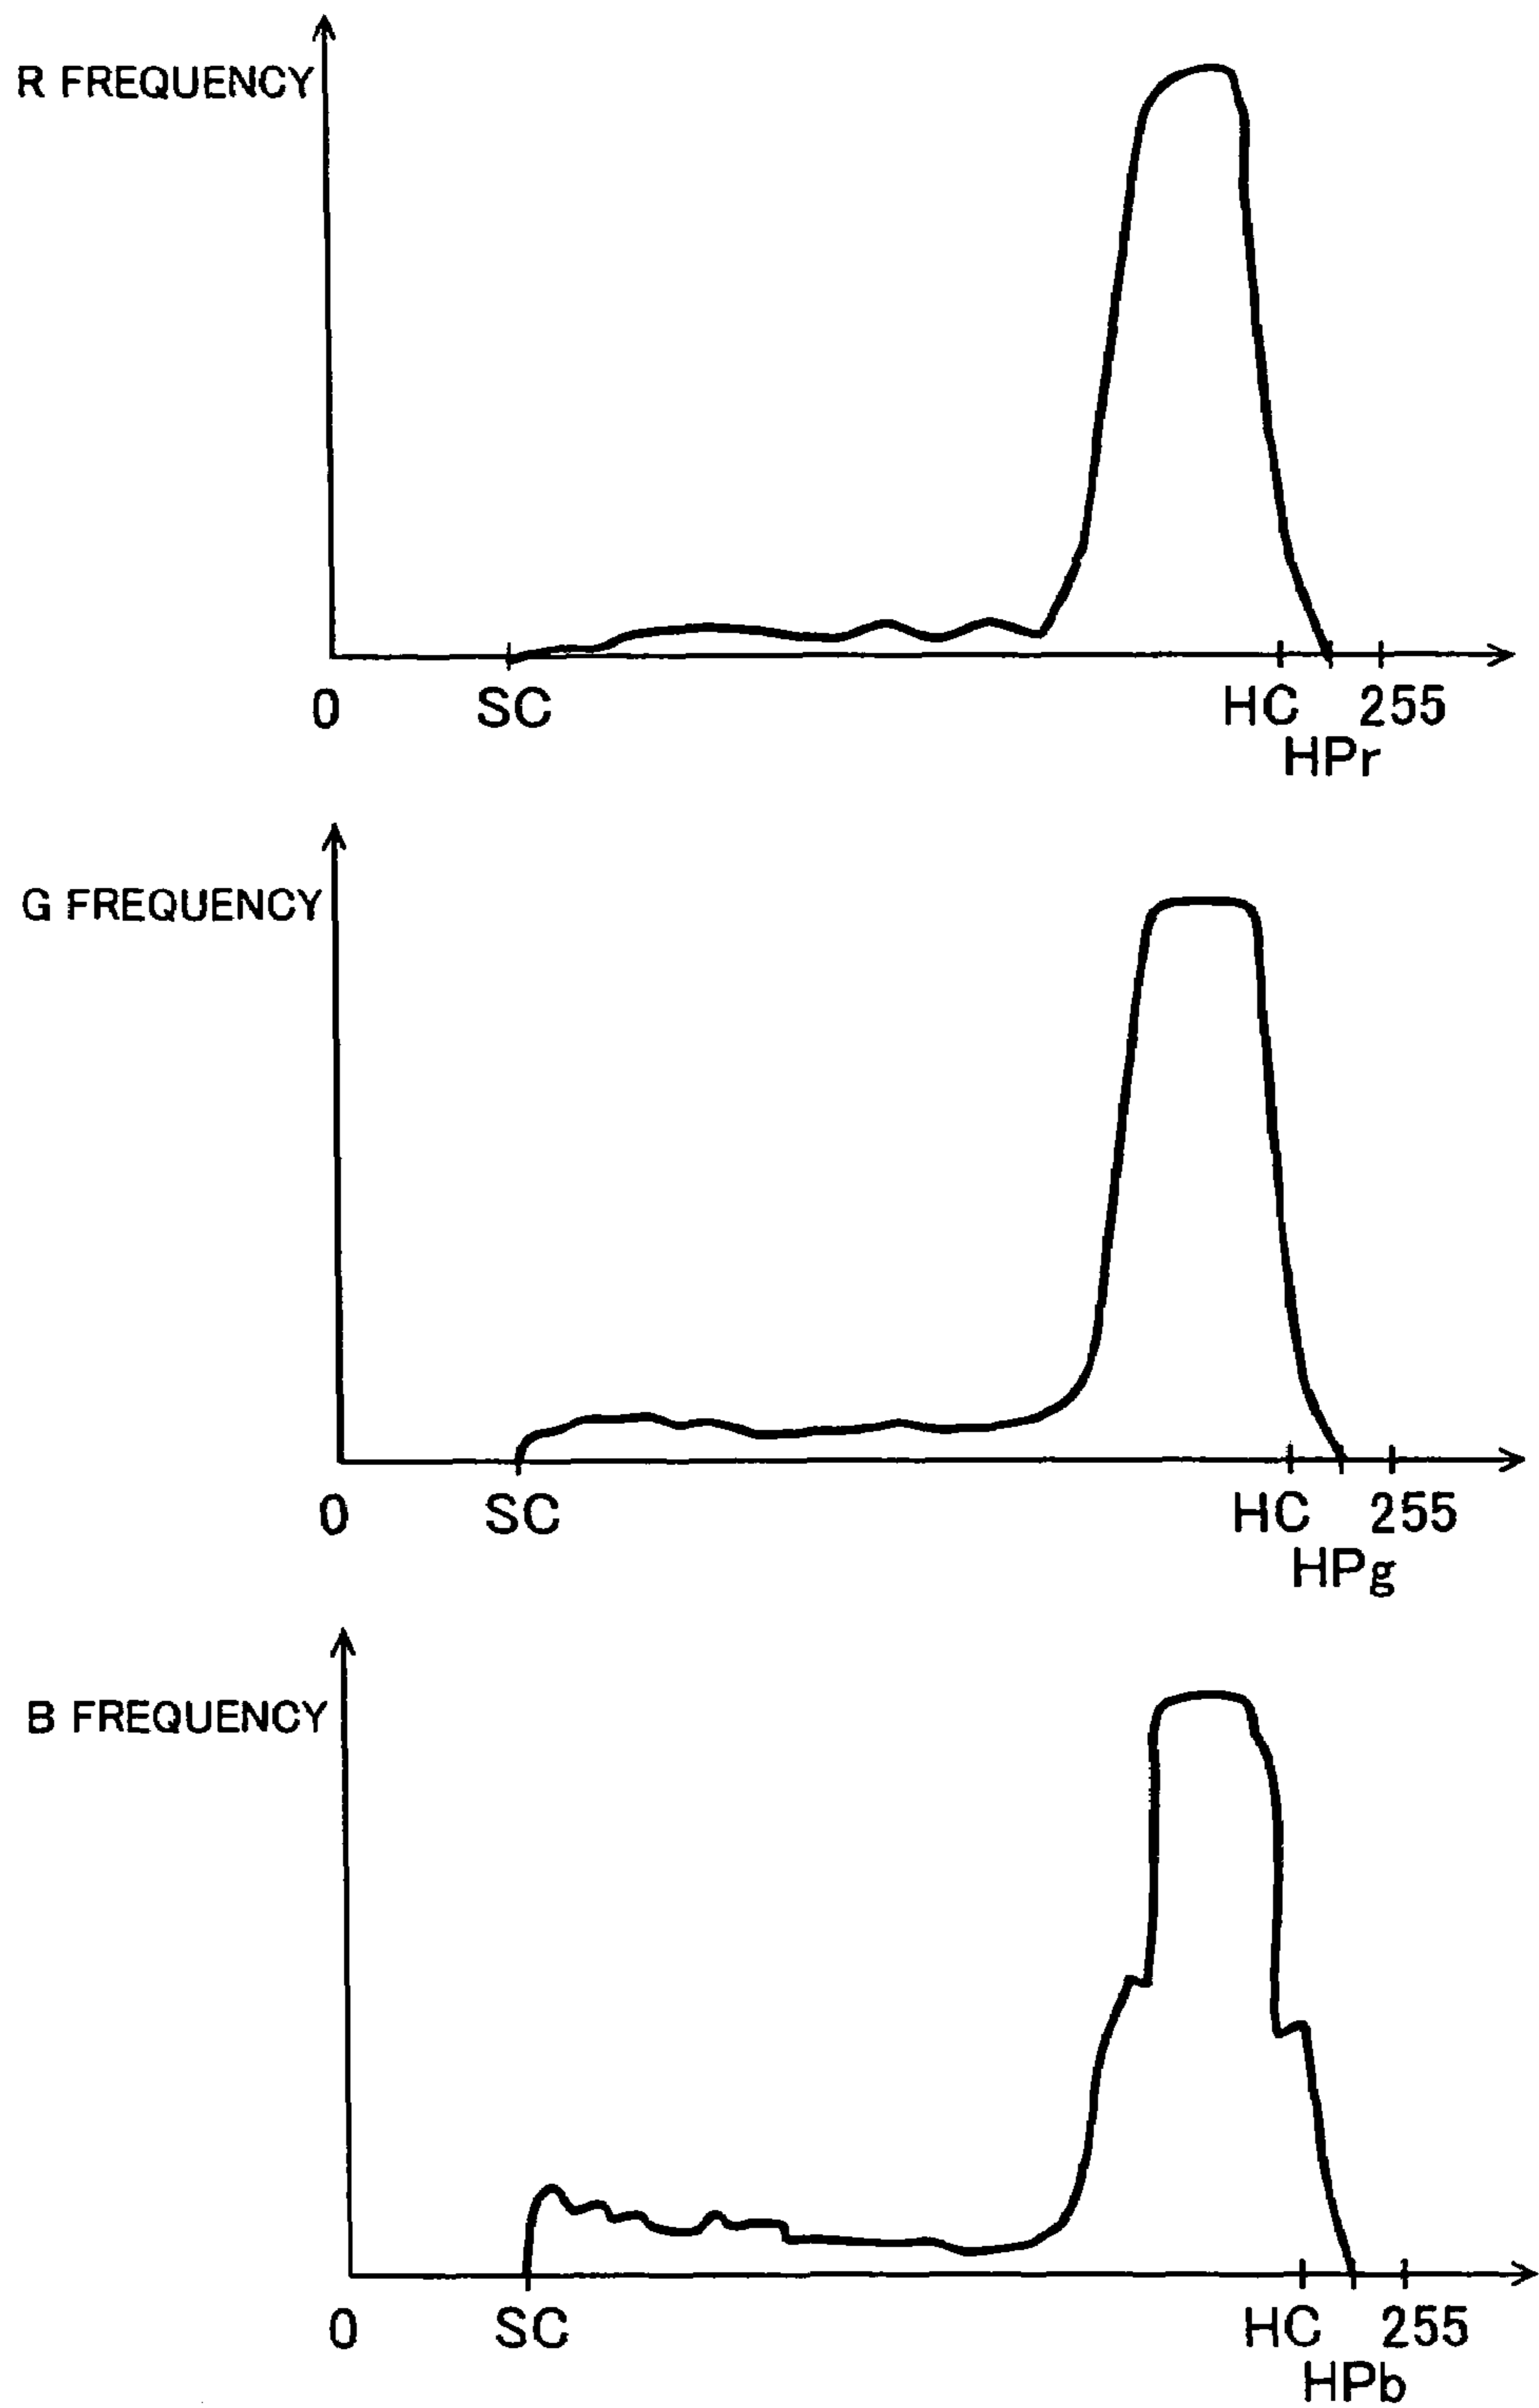 R FREQUENCY
0 SC HC 255
HPr
G FREQUENCY
0 SC HC 255
HPg
B FREQUENCY
0 SC HC 255
HPb